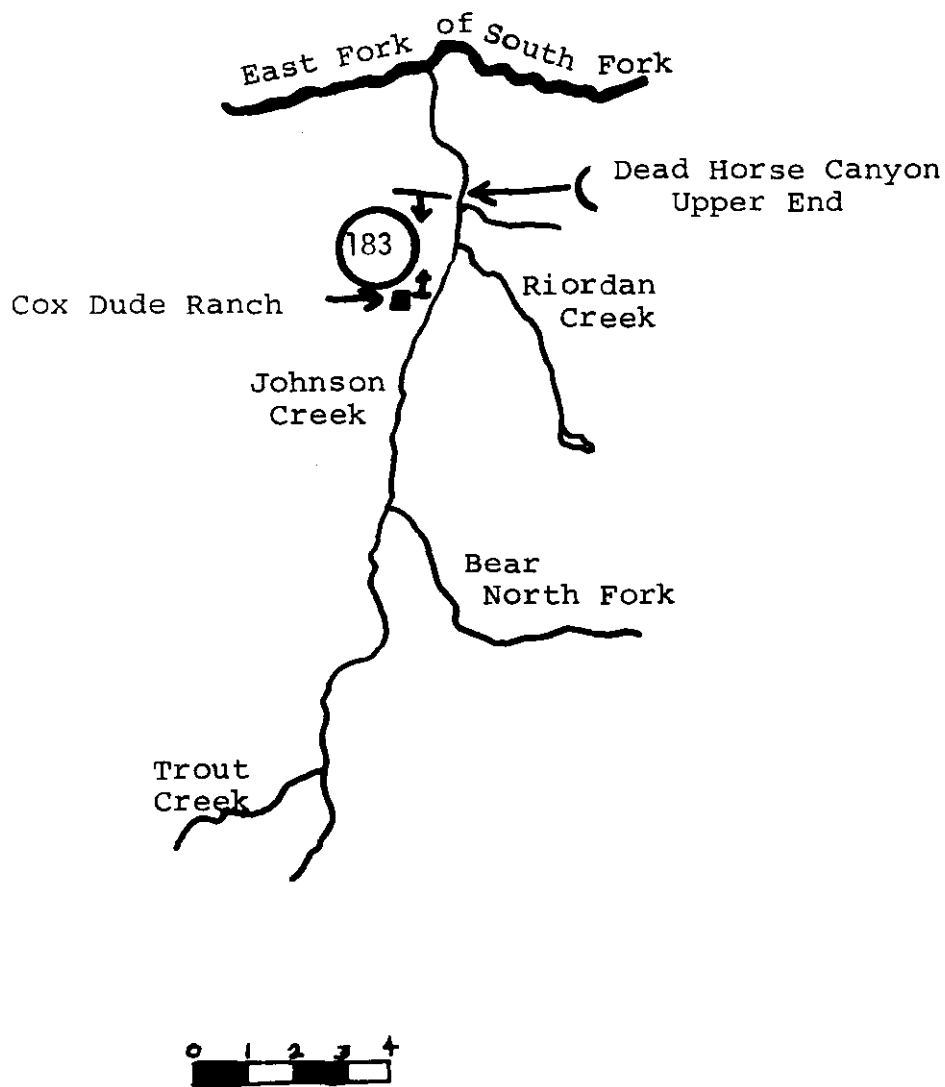 East Fork of South Fork
Dead Horse Canyon
Upper End
183
Cox Dude Ranch
Riordan
Creek
Johnson
Creek
Bear
North Fork
Trout
Creek
0 1 2 3 4